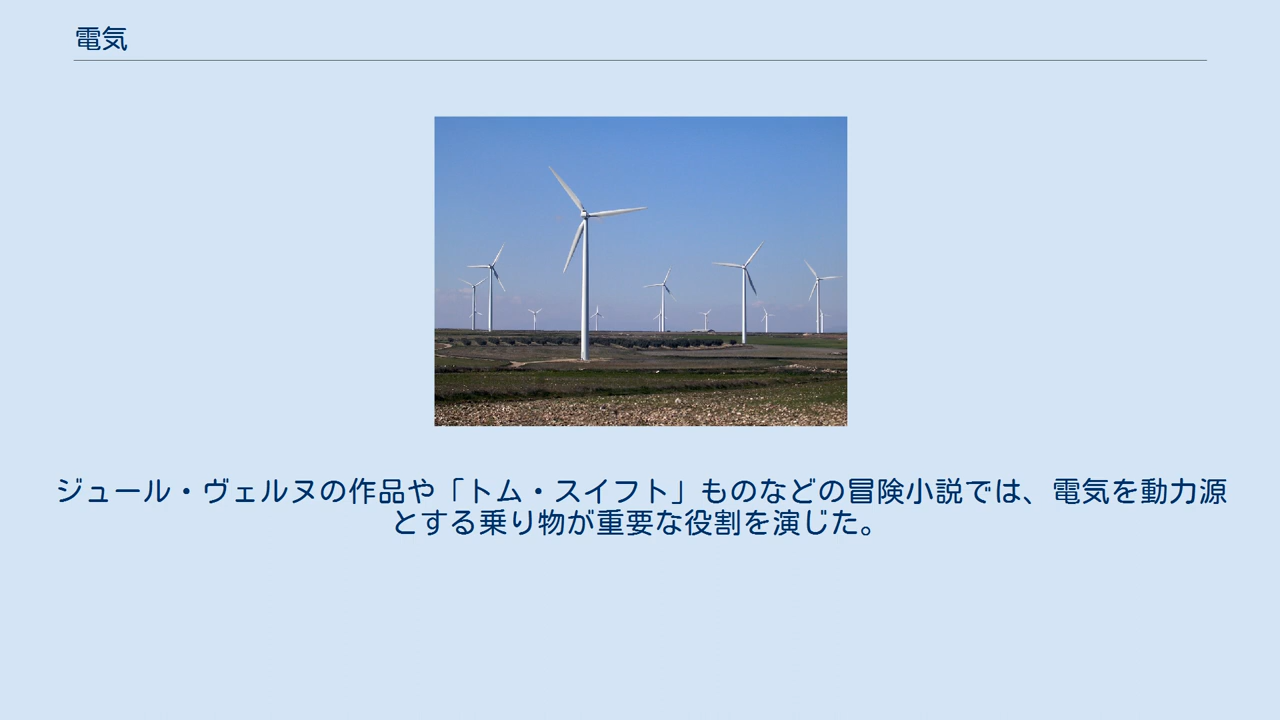 電気
ジュール・ヴェルヌの作品や「トム・スイフト」ものなどの冒険小説では、電気を動力源
とする乗り物が重要な役割を演じた。